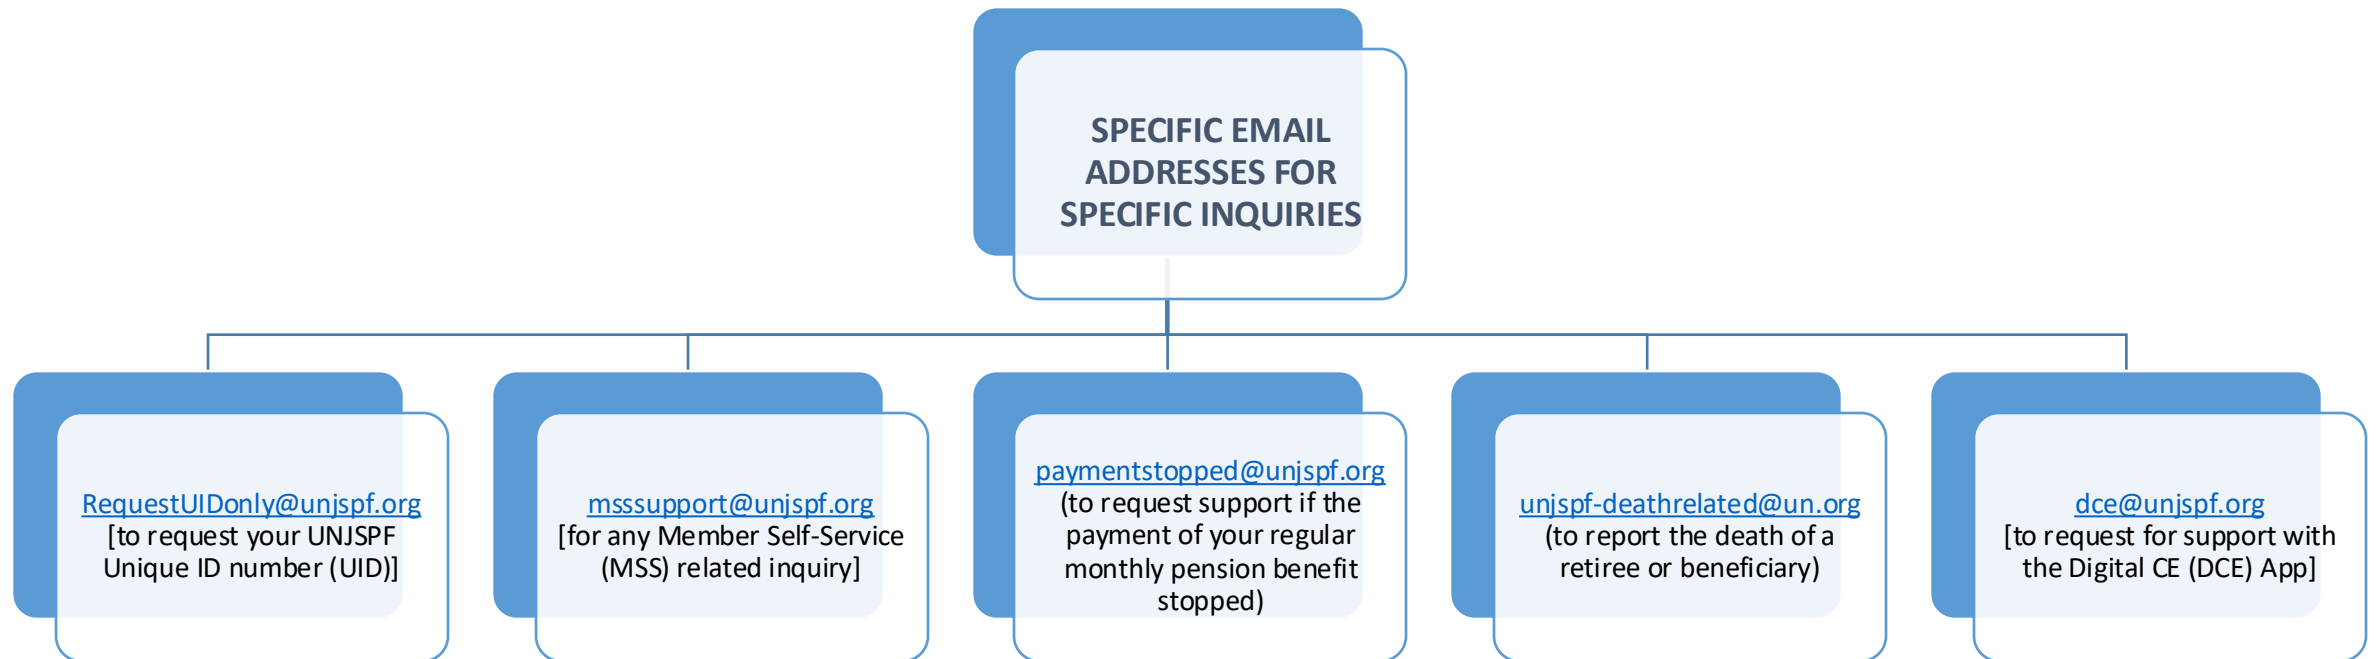 SPECIFIC EMAIL
ADDRESSES FOR
SPECIFIC INQUIRIES
RequestUIDonly@unjspf.org
[to request your UNJSPF
Unique ID number (UID)]
msssupport@unjspf.org
[for any Member Self-Service
(MSS) related inquiry]
paymentstopped@unjspf.org
(to request support if the
payment of your regular
monthly pension benefit
stopped)
unjspf-deathrelated@un.org
(to report the death of a
retiree or beneficiary)
dce@unjspf.org
[to request for support with
the Digital CE (DCE) App]